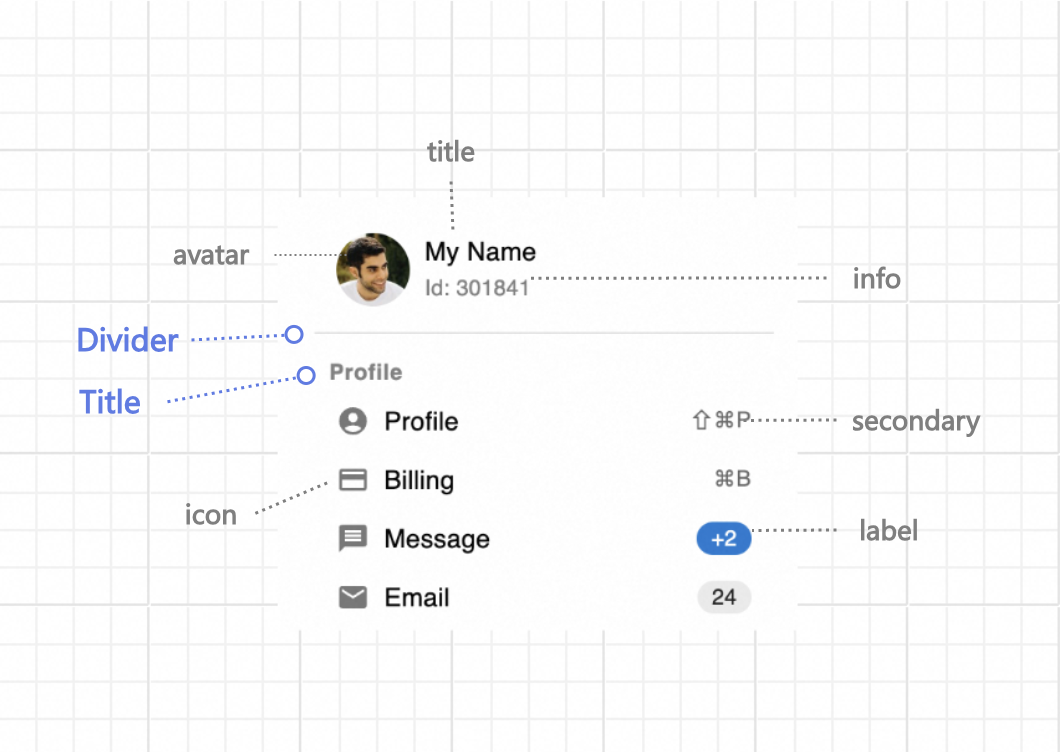 title
avatar
My Name
Id: 301841
info
Divider
Title
Profile
Profile
⇧⌘P
secondary
Billing
⌘B
icon
Message
+2
label
Email
24